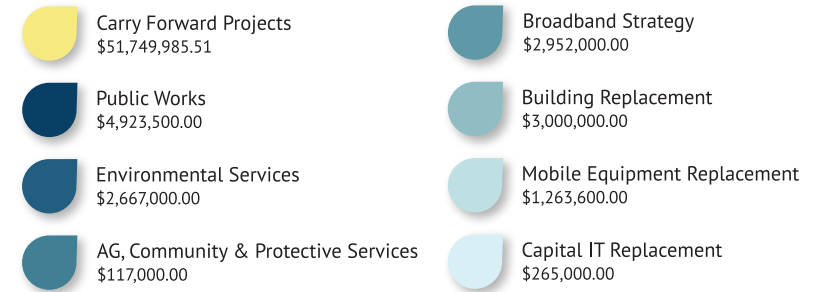 Carry Forward Projects
$51,749,985.51
Public Works
$4,923,500.00
Environmental Services
$2,667,000.00
AG, Community & Protective Services
$117,000.00
Broadband Strategy
$2,952,000.00
Building Replacement
$3,000,000.00
Mobile Equipment Replacement
$1,263,600.00
Capital IT Replacement
$265,000.00